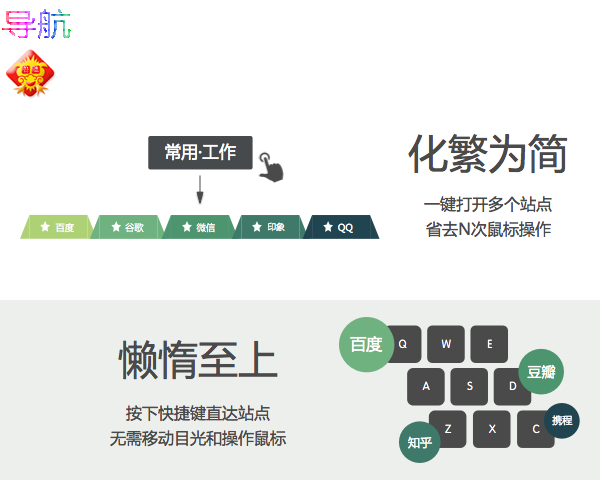 导航
常用·工作
百度
谷歌
微信
印象
QQ
化繁为简
一键打开多个站点
省去N次鼠标操作
懒惰至上
按下快捷键直达站点
无需移动目光和操作鼠标
百度
Q W E
豆瓣
A S D
携程
Z X C
知乎